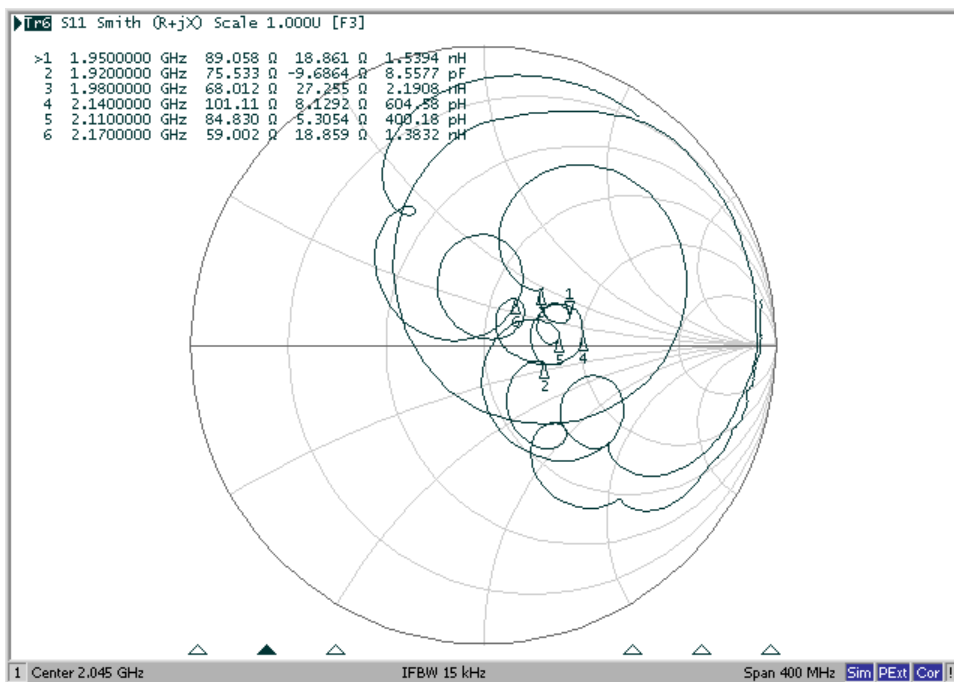 Tr6 S11 Smith (R+jX) Scale 1.000U [F3]
>1 1.9500000 GHz 89.058 Ω 18.861 Ω 1.5394 nH
2 1.9200000 GHz 75.533 Ω -9.6864 Ω 8.5577 pF
3 1.9800000 GHz 68.012 Ω 27.255 Ω 2.1908 nH
4 2.1400000 GHz 101.11 Ω 8.1292 Ω 604.58 pH
5 2.1100000 GHz 84.830 Ω 5.3054 Ω 400.18 pH
6 2.1700000 GHz 59.002 Ω 18.859 Ω 1.3832 nH
1
6
5 4
2
1 Center 2.045 GHz IFBW 15 kHz Span 400 MHz Sim PExt Cor !